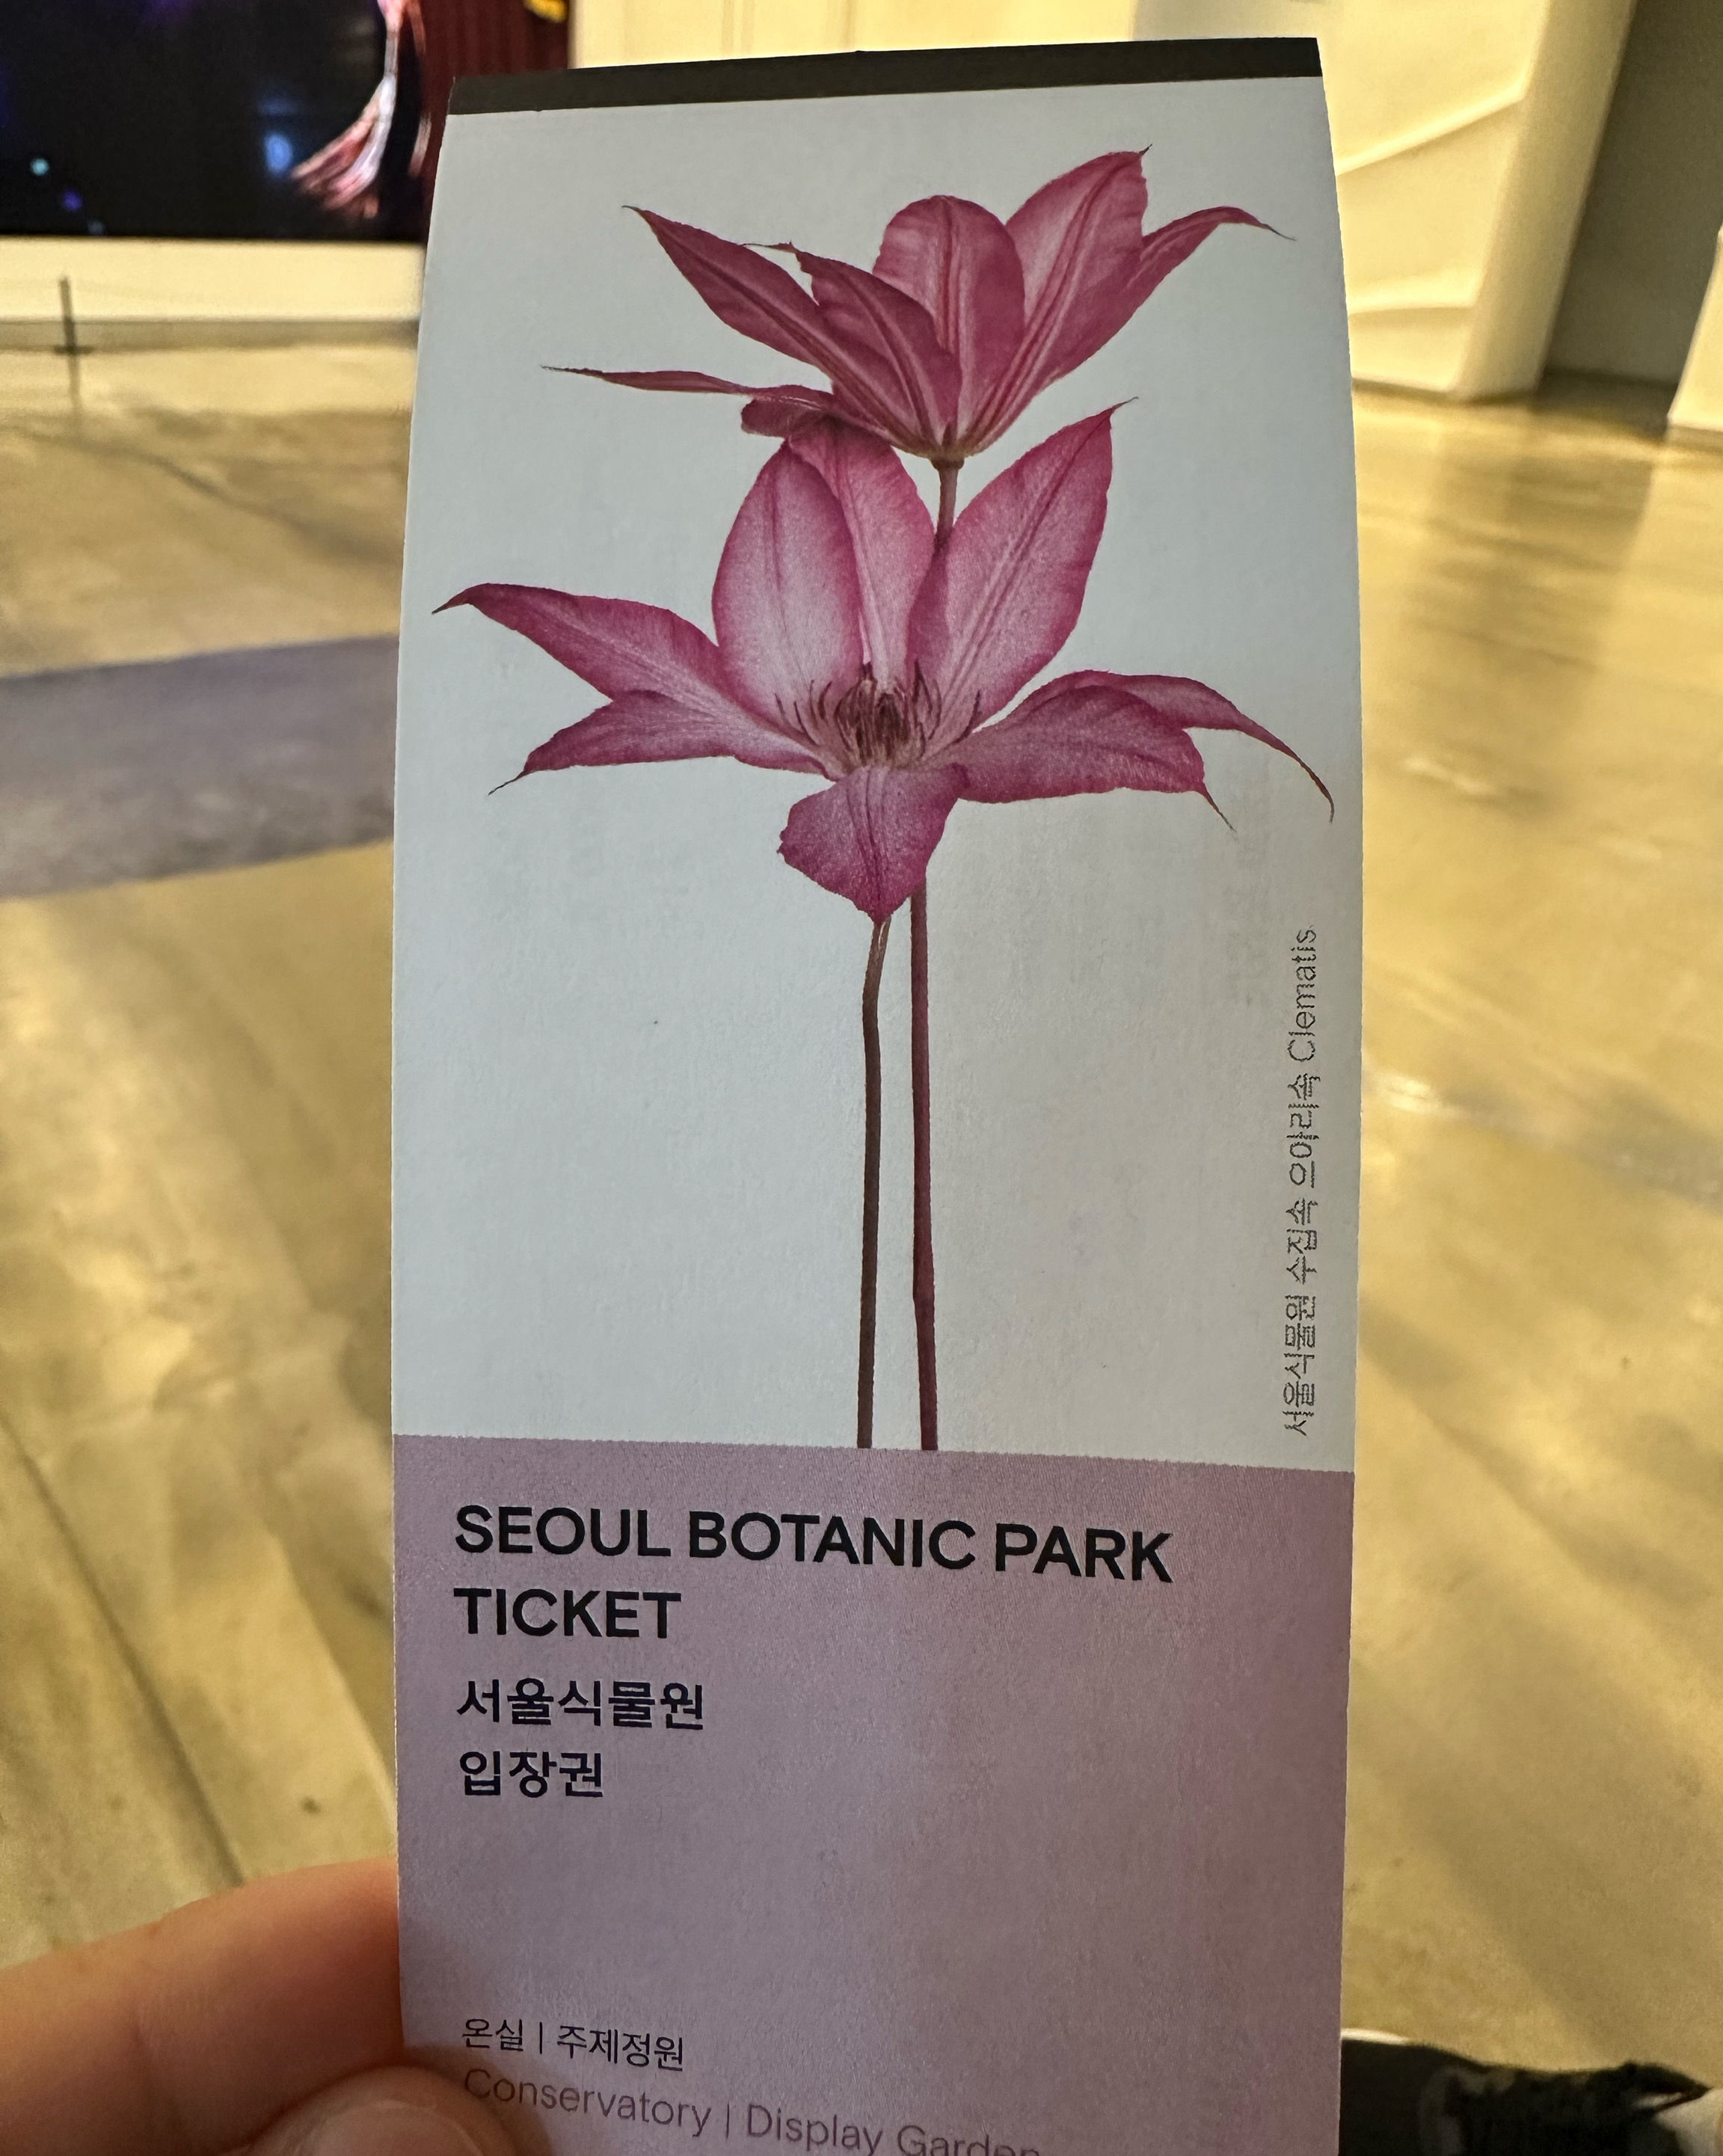 서울식물원 수집속 으아리속 Clematis.
SEOUL BOTANIC PARK
TICKET
서울식물원
입장권
온실 | 주제정원
Conservatory | Display Garden